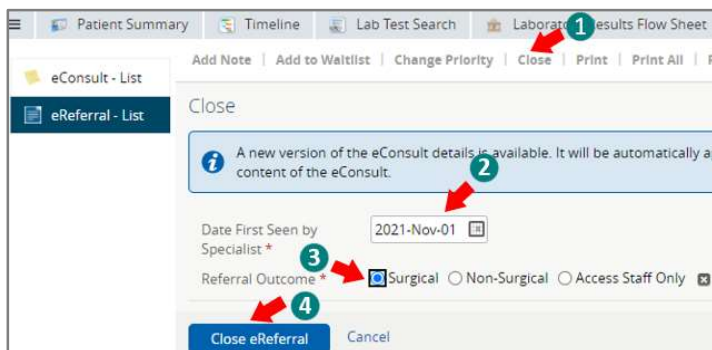 Patient Summary Timeline Lab Test Search Laborato esults Flow Sheet
1
Add Note | Add to Waitlist | Change Priority | Close | Print | Print All |
eConsult - List
eReferral - List
Close
A new version of the eConsult details is available. It will be automatically a
content of the eConsult.
2
Date First Seen by
Specialist *
2021-Nov-01
3
Referral Outcome * Surgical Non-Surgical Access Staff Only
4
Close eReferral Cancel